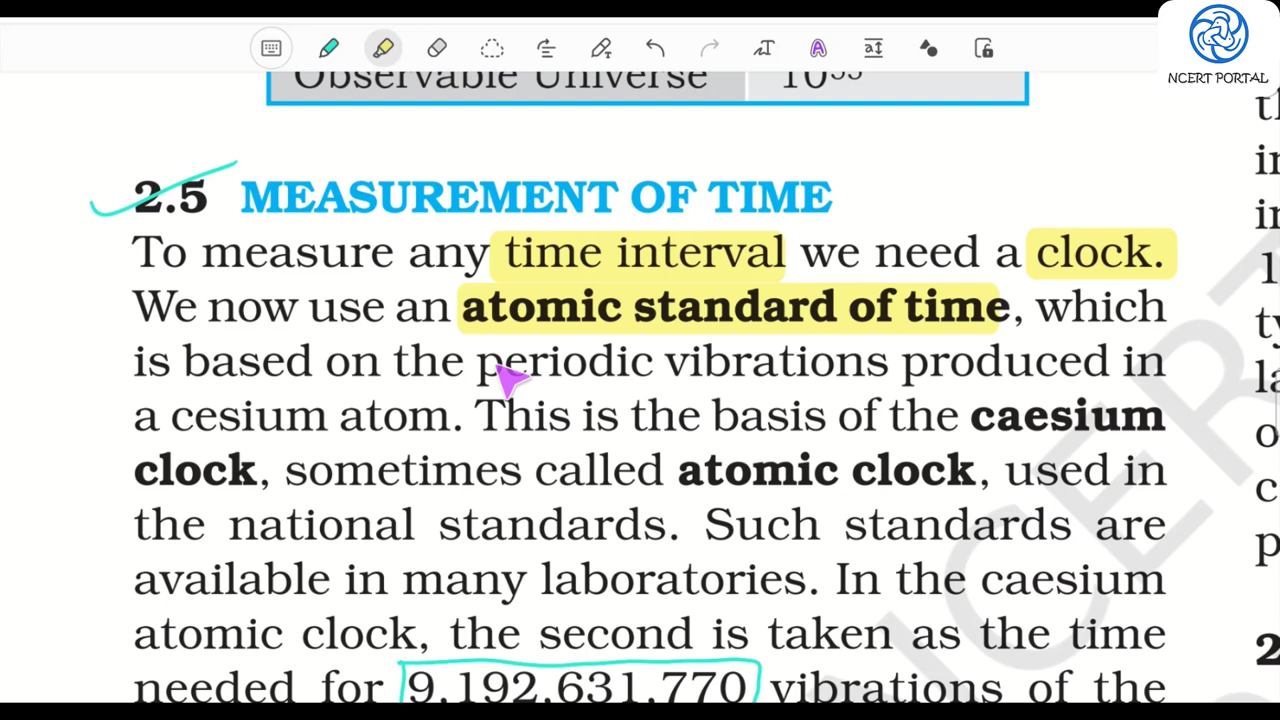 NCERT PORTAL
Observable Universe 10⁵⁵
2.5 MEASUREMENT OF TIME
To measure any time interval we need a clock.
We now use an atomic standard of time, which
is based on the periodic vibrations produced in
a cesium atom. This is the basis of the caesium
clock, sometimes called atomic clock, used in
the national standards. Such standards are
available in many laboratories. In the caesium
atomic clock, the second is taken as the time
needed for 9,192,631,770 vibrations of the